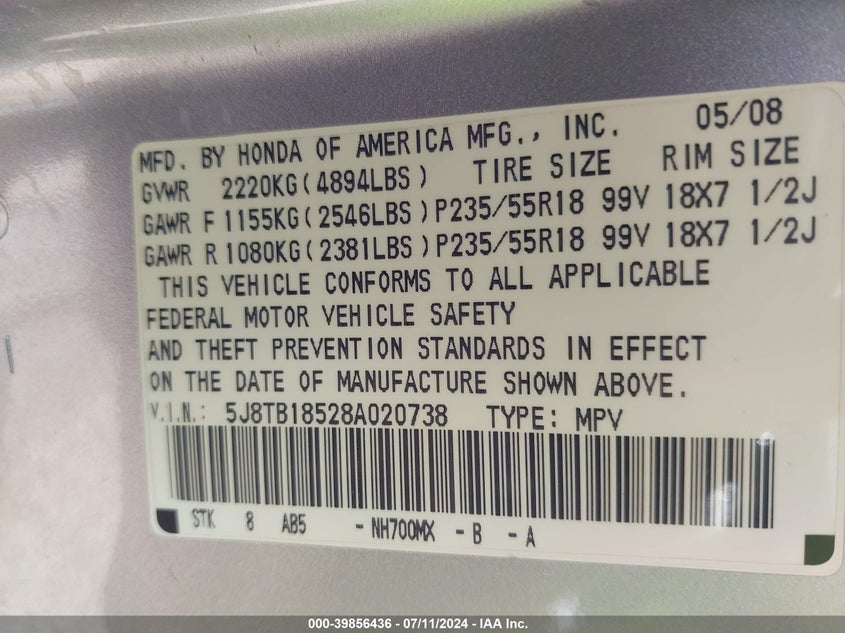 MFD. BY HONDA OF AMERICA MFG., INC. 05/08
GVWR 2220KG(4894LBS) TIRE SIZE RIM SIZE
GAWR F 1155KG(2546LBS) P235/55R18 99V 18X7 1/2J
GAWR R 1080KG(2381LBS) P235/55R18 99V 18X7 1/2J
THIS VEHICLE CONFORMS TO ALL APPLICABLE
FEDERAL MOTOR VEHICLE SAFETY
AND THEFT PREVENTION STANDARDS IN EFFECT
ON THE DATE OF MANUFACTURE SHOWN ABOVE.
V.I.N.: 5J8TB18528A020738 TYPE: MPV
STK 8 AB5 -NH700MX -B -A
000-39856436 - 07/11/2024 - IAA Inc.